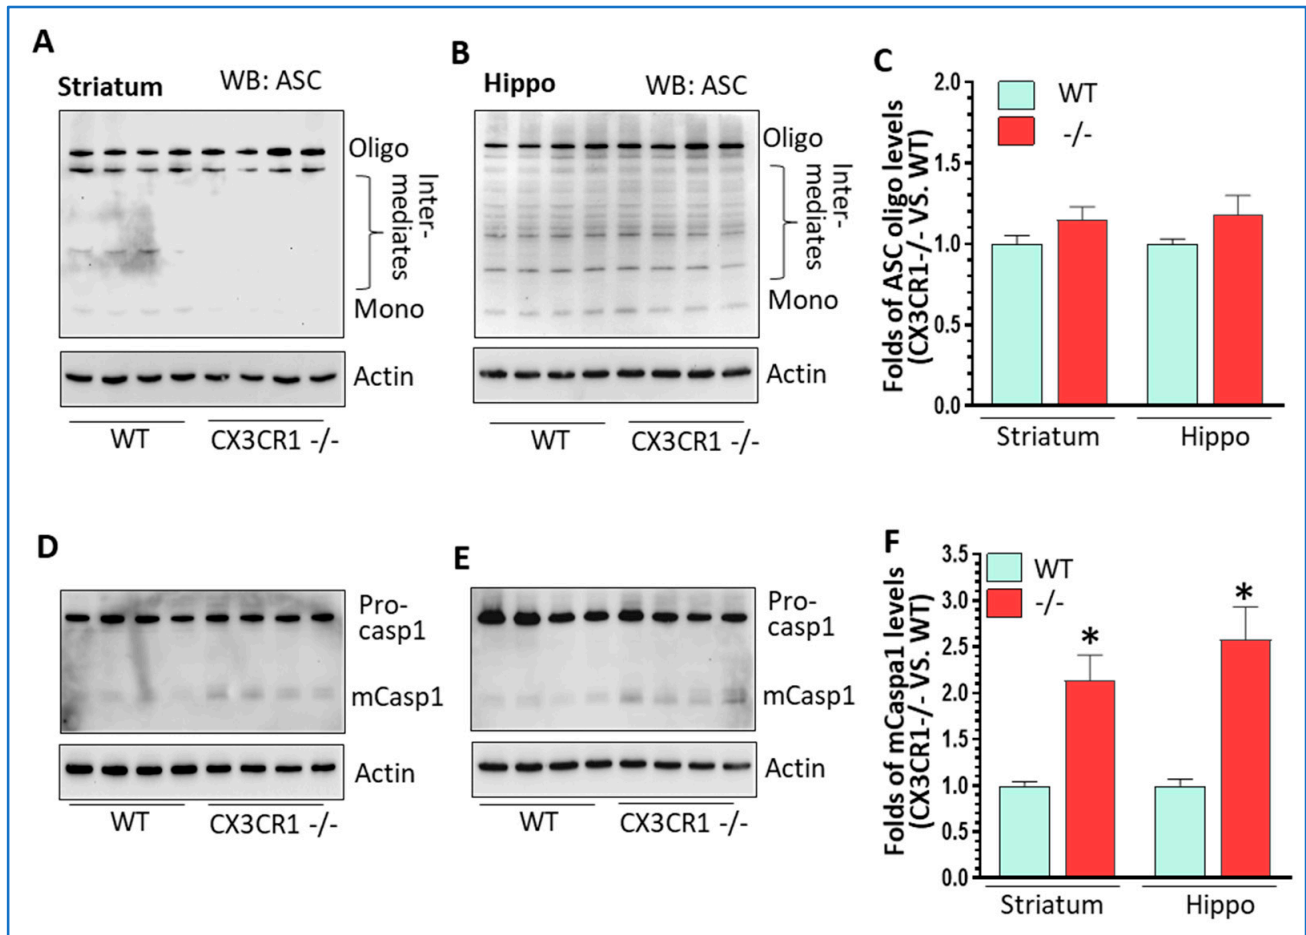 A
Striatum
WB: ASC
Oligo
Inter-
mediates
Mono
Actin
WT
CX3CR1 -/-
B
Hippo
WB: ASC
Oligo
Inter-
mediates
Mono
Actin
WT
CX3CR1 -/-
C
Folds of ASC oligo levels
(CX3CR1-/- VS. WT)
2.0
1.5
1.0
0.5
0.0
WT
-/-
Striatum
Hippo
D
Pro-
casp1
mCasp1
Actin
WT
CX3CR1 -/-
E
Pro-
casp1
mCasp1
Actin
WT
CX3CR1 -/-
F
Folds of mCaspa1 levels
(CX3CR1-/- VS. WT)
3.5
3.0
2.5
2.0
1.5
1.0
0.5
0.0
WT
-/-
*
*
Striatum
Hippo